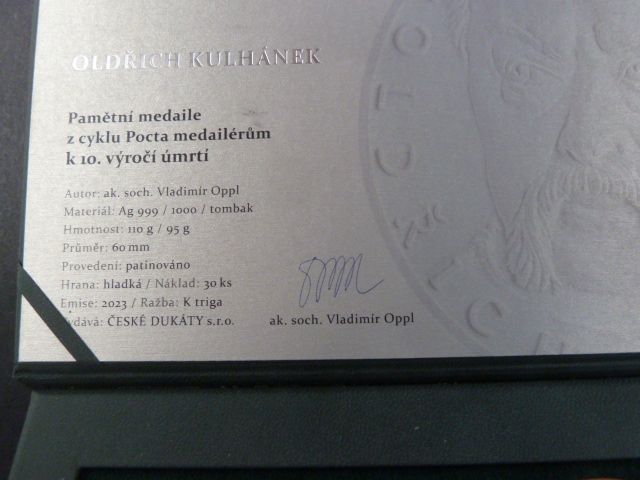 OLDŘICH KULHÁNEK
Pamětní medaile
z cyklu Pocta medailérům
k 10. výročí úmrtí
Autor: ak. soch. Vladimír Oppl
Materiál: Ag 999 / 1000 / tombak
Hmotnost: 110 g / 95 g
Průměr: 60 mm
Provedení: patinováno
Hrana: hladká / Náklad: 30 ks
Emise: 2023 / Ražba: K triga
ydává: ČESKÉ DUKÁTY s.r.o.
ak. soch. Vladimír Oppl
OLDŘICH